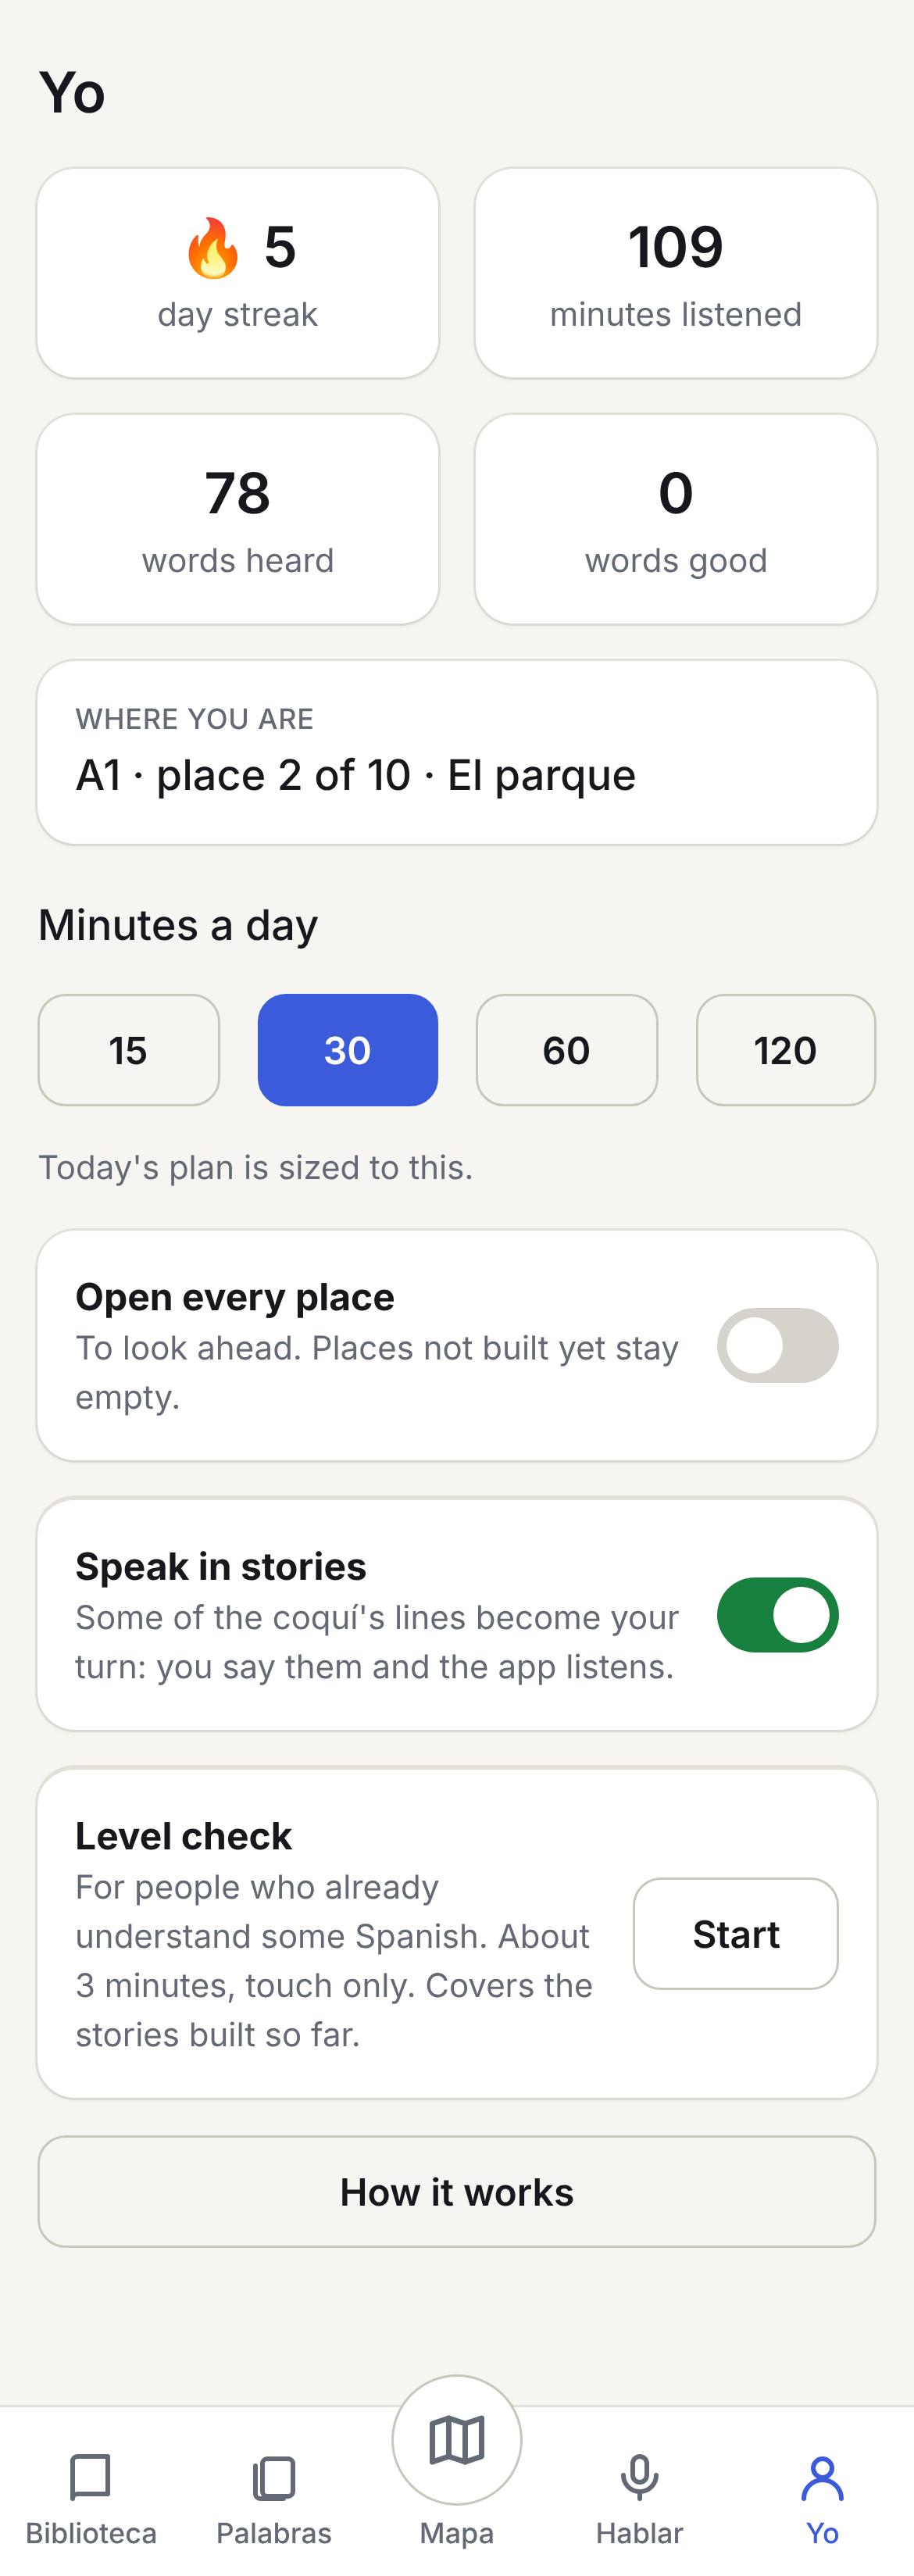 Yo
🔥 5
day streak
109
minutes listened
78
words heard
0
words good
WHERE YOU ARE
A1 · place 2 of 10 · El parque
Minutes a day
15
30
60
120
Today's plan is sized to this.
Open every place
To look ahead. Places not built yet stay
empty.
Speak in stories
Some of the coquí's lines become your
turn: you say them and the app listens.
Level check
For people who already
understand some Spanish. About
3 minutes, touch only. Covers the
stories built so far.
Start
How it works
Biblioteca
Palabras
Mapa
Hablar
Yo